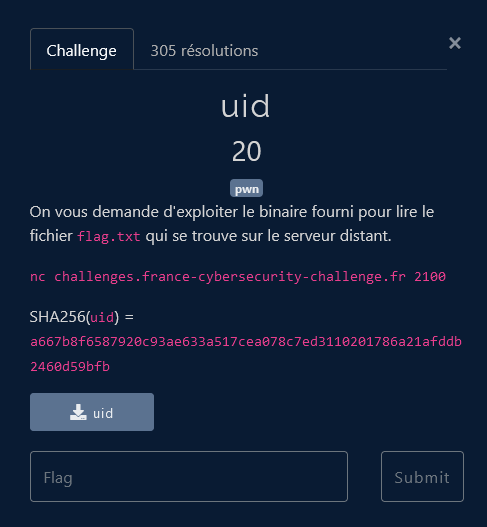 Challenge
305 résolutions
×
uid
20
pwn
On vous demande d'exploiter le binaire fourni pour lire le
fichier flag.txt qui se trouve sur le serveur distant.
nc challenges.france-cybersecurity-challenge.fr 2100
SHA256(uid) =
a667b8f6587920c93ae633a517cea078c7ed3110201786a21afddb
2460d59bfb
uid
Flag
Submit